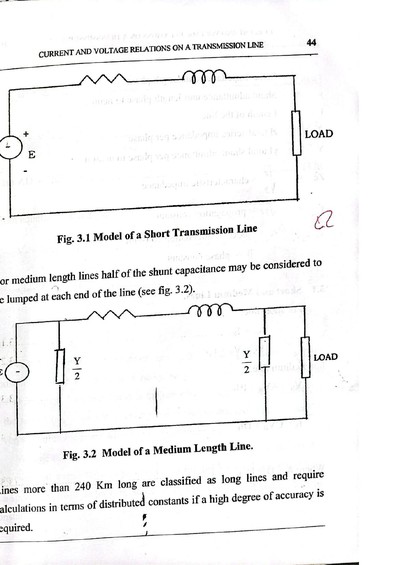 CURRENT AND VOLTAGE RELATIONS ON A TRANSMISSION LINE 44
+
E
-
LOAD
Fig. 3.1 Model of a Short Transmission Line
or medium length lines half of the shunt capacitance may be considered to
e lumped at each end of the line (see fig. 3.2).
Y
2
Y
2
LOAD
Fig. 3.2 Model of a Medium Length Line.
ines more than 240 Km long are classified as long lines and require
alculations in terms of distributed constants if a high degree of accuracy is
equired.